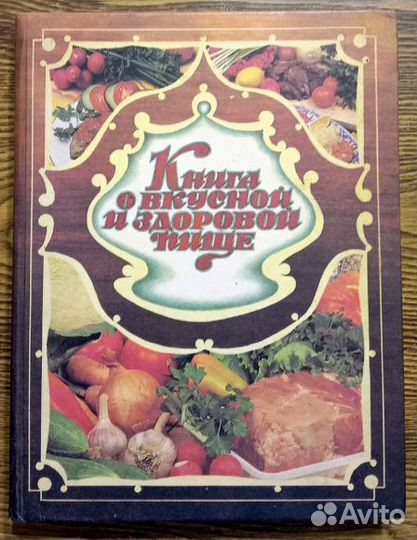 Книга
о вкусной
и здоровой
пище
Avito